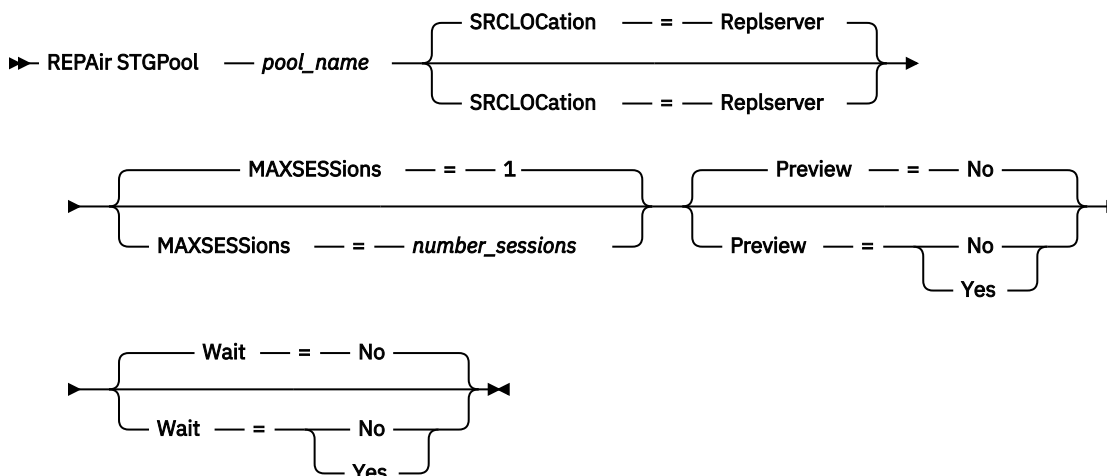 SRCLOCation = Replserver
REPAir STGPool pool_name
SRCLOCation = Replserver
MAXSESSions = 1 Preview = No
MAXSESSions = number_sessions Preview = No
Yes
Wait = No
Wait = No
Yes